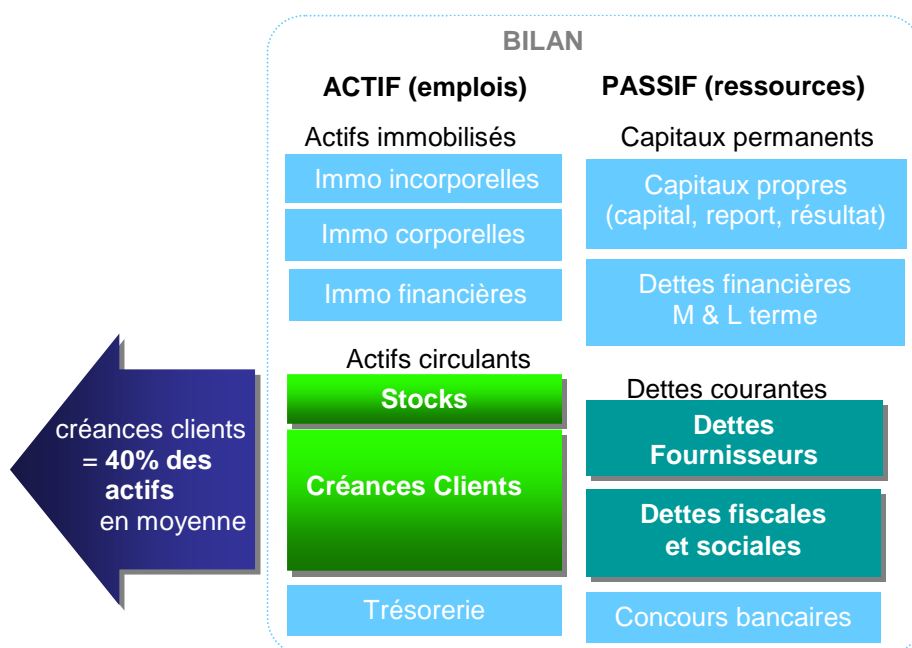 BILAN
ACTIF (emplois)
Actifs immobilisés
Immo incorporelles
Immo corporelles
Immo financières
Actifs circulants
Stocks
Créances Clients
Trésorerie
PASSIF (ressources)
Capitaux permanents
Capitaux propres
(capital, report, résultat)
Dettes financières
M & L terme
Dettes courantes
Dettes
Fournisseurs
Dettes fiscales
et sociales
Concours bancaires
créances clients
= 40% des
actifs
en moyenne